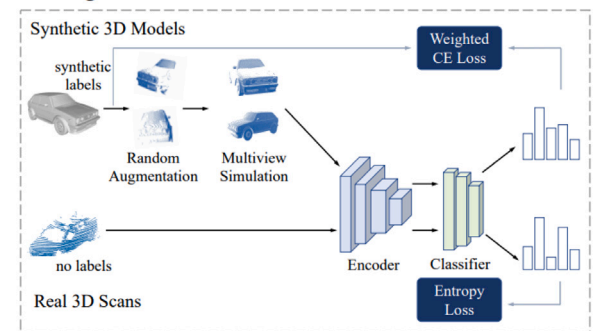 Synthetic 3D Models
Weighted
CE Loss
synthetic
labels
Random
Augmentation
Multiview
Simulation
no labels
Encoder
Classifier
Real 3D Scans
Entropy
Loss